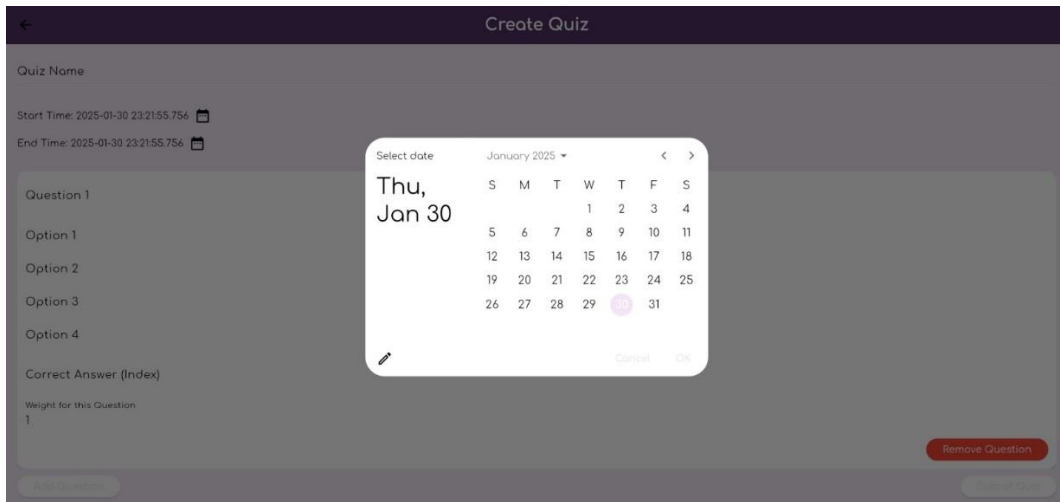 Create Quiz
Quiz Name
Start Time: 2025-01-30 23:21:55.756
End Time: 2025-01-30 23:21:55.756
Question 1
Option 1
Option 2
Option 3
Option 4
Correct Answer (Index)
Weight for this Question
1
Remove Question
Add Question
Submit Quiz
Select date
Thu,
Jan 30
January 2025
S M T W T F S
1 2 3 4
5 6 7 8 9 10 11
12 13 14 15 16 17 18
19 20 21 22 23 24 25
26 27 28 29 30 31
Cancel OK